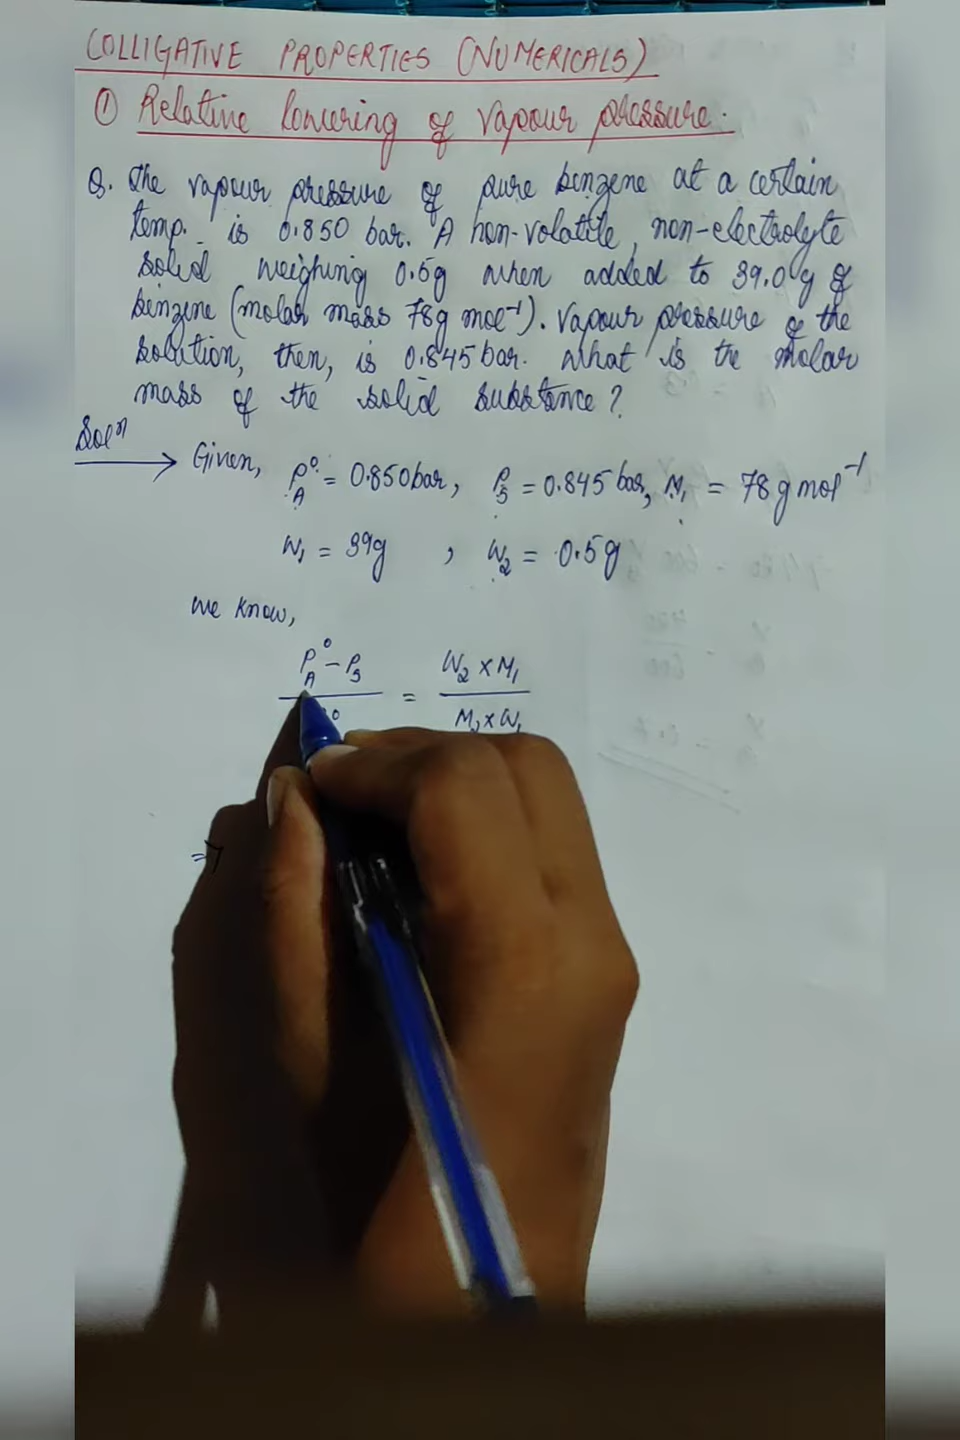 COLLIGATIVE PROPERTIES (NUMERICALS)
① Relative lowering of vapour pressure.
Q. The vapour pressure of pure benzene at a certain
temp. is 0.850 bar. A non-volatile, non-electrolyte
solid weighing 0.5g when added to 39.0 g of
benzene (molar mass 78g mol⁻¹). Vapour pressure of the
solution, then, is 0.845 bar. What is the molar
mass of the solid substance?
Solⁿ
Given, P°A = 0.850bar, Ps = 0.845 bar, M₁ = 78 g mol⁻¹
W₁ = 39g , W₂ = 0.5g
we know,
P°A – Ps = W₂ × M₁
° M₂ × W₁
=7